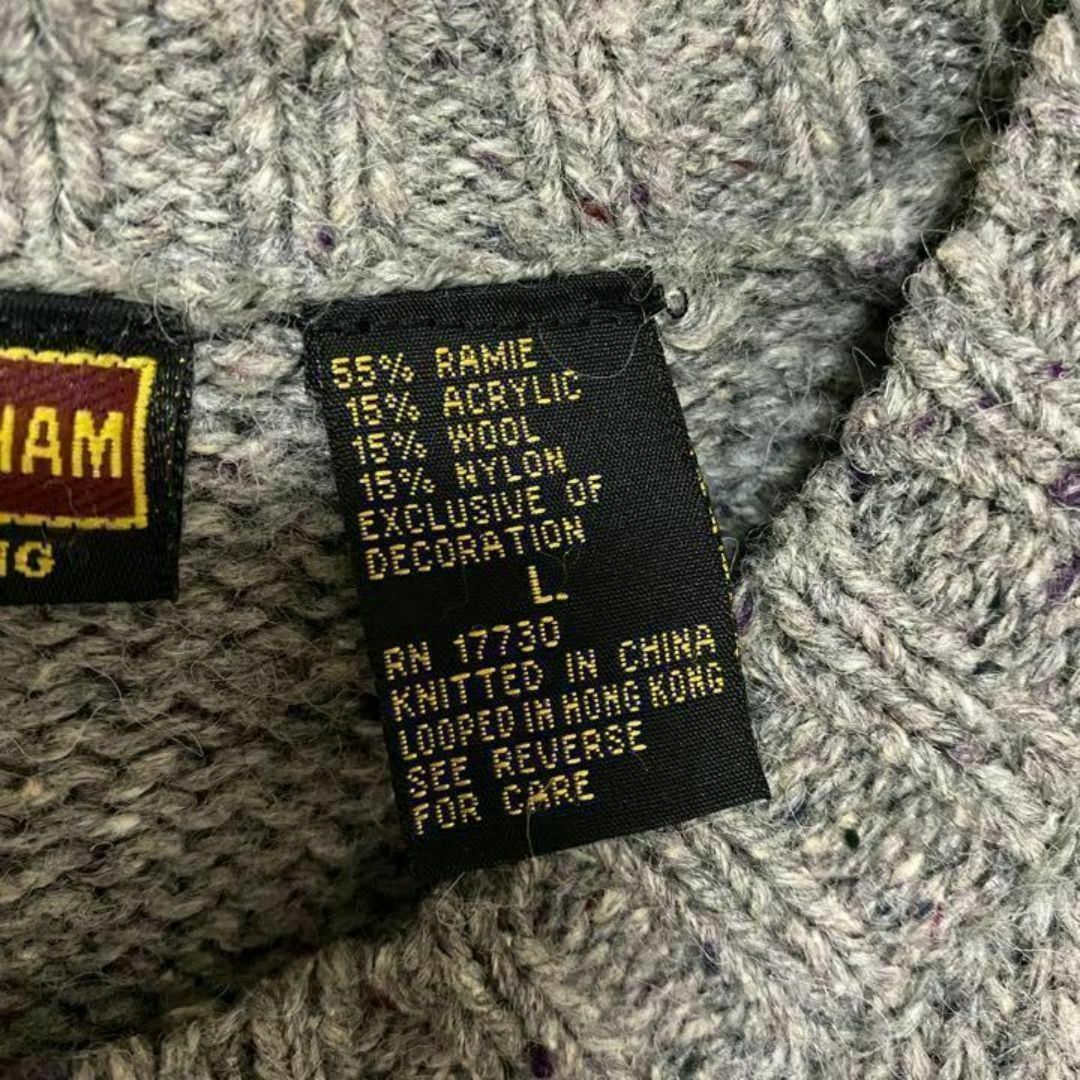 HAM
NG
55% RAMIE
15% ACRYLIC
15% WOOL
15% NYLON
EXCLUSIVE OF
DECORATION
L
RN 17730
KNITTED IN CHINA
LOOPED IN HONG KONG
SEE REVERSE
FOR CARE